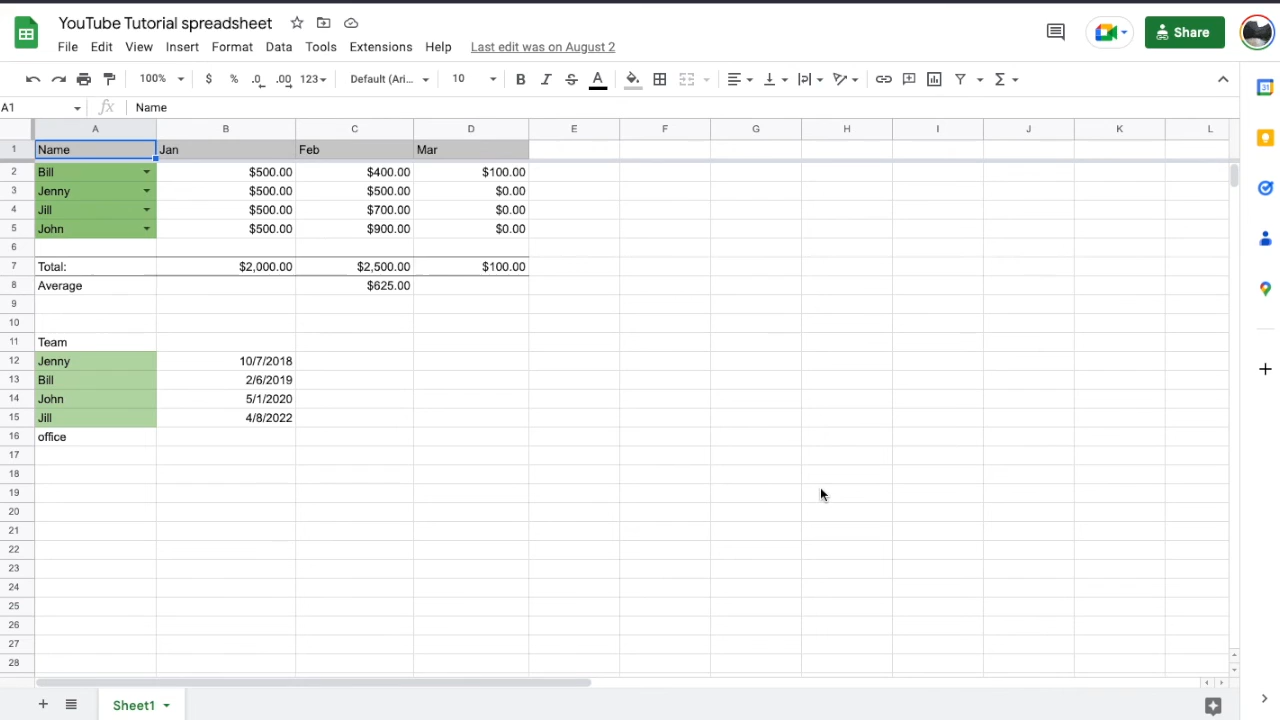 YouTube Tutorial spreadsheet
Share
File Edit View Insert Format Data Tools Extensions Help Last edit was on August 2
100% $ % .0 .00 123 Default (Ari... 10 B I S A
A1 fx Name
A B C D E F G H I J K L
1 Name Jan Feb Mar
2 Bill $500.00 $400.00 $100.00
3 Jenny $500.00 $500.00 $0.00
4 Jill $500.00 $700.00 $0.00
5 John $500.00 $900.00 $0.00
6
7 Total: $2,000.00 $2,500.00 $100.00
8 Average $625.00
9
10
11 Team
12 Jenny 10/7/2018
13 Bill 2/6/2019
14 John 5/1/2020
15 Jill 4/8/2022
16 office
17
18
19
20
21
22
23
24
25
26
27
28
Sheet1
31